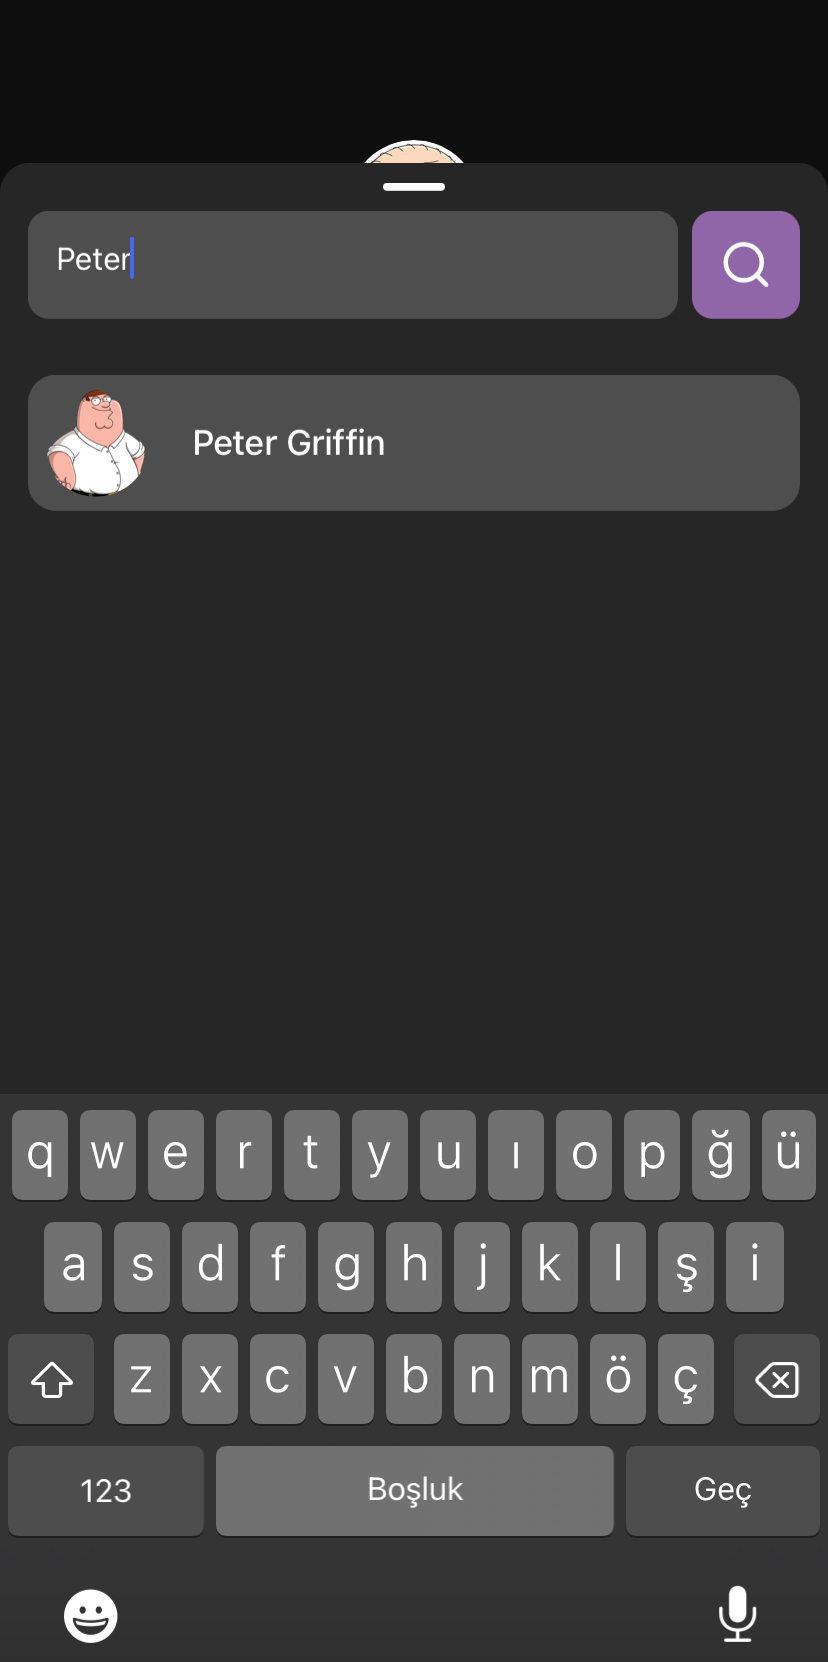 Peter
Peter Griffin
q w e r t y u ı o p ğ ü
a s d f g h j k l ş i
z x c v b n m ö ç
123 Boşluk Geç